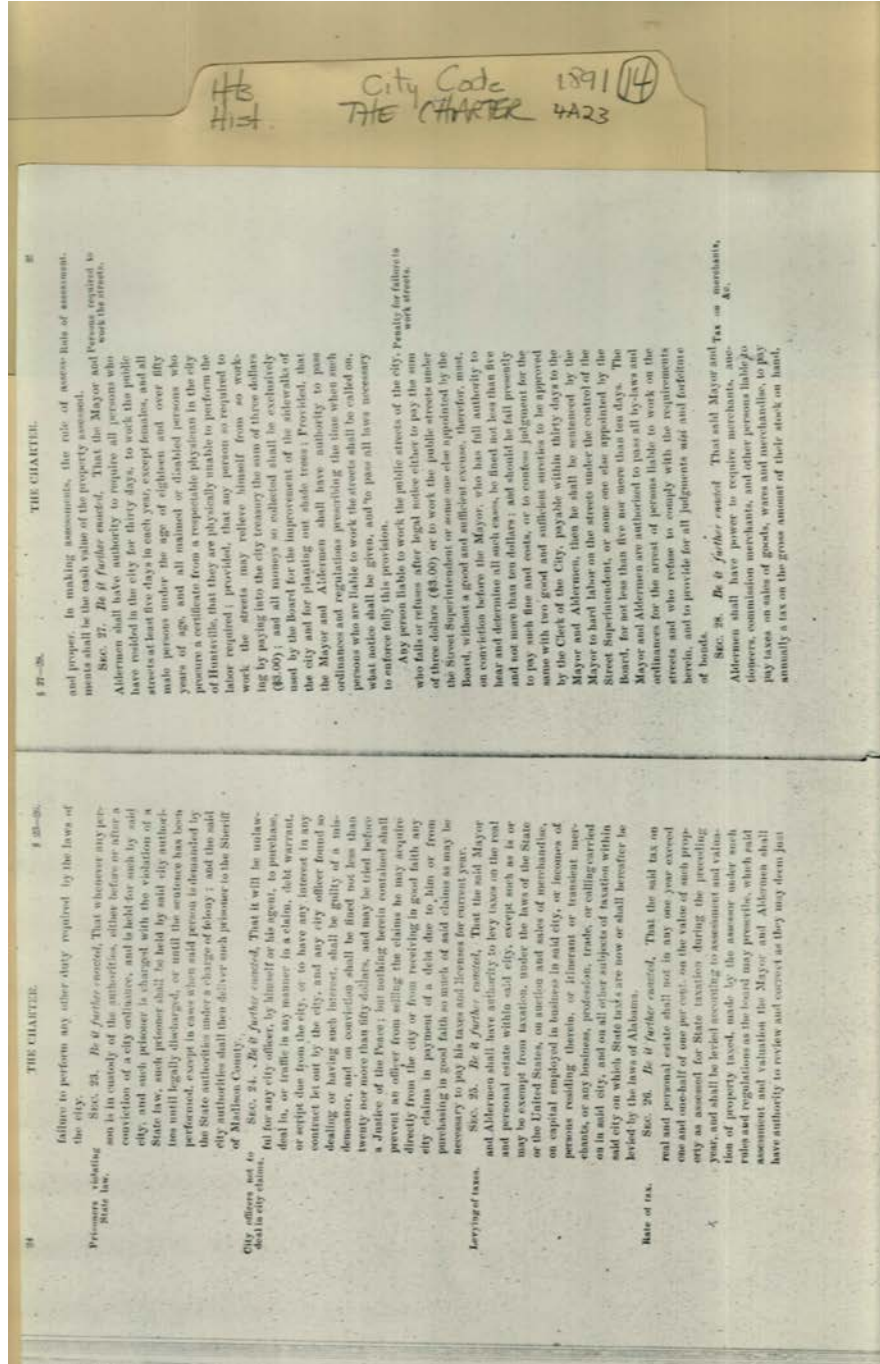 Hts City Code 1891 14
Hist. THE CHARTER 4A23
24 THE CHARTER. § 23—26.
failure to perform any other duty required by the laws of
the city.
Prisoners violating State law.
SEC. 23. Be it further enacted, That whenever any per-
son is in custody of the authorities, either before or after a
conviction of a city ordinance, and is held for such by said
city, and such prisoner is charged with the violation of a
State law, such prisoner shall be held by said city authori-
ties until legally discharged, or until the sentence has been
performed, except in cases when said person is demanded by
the State authorities under a charge of felony; and the said
city authorities shall then deliver such prisoner to the Sheriff
of Madison County.
City officers not to deal in city claims.
SEC. 24. Be it further enacted, That it will be unlaw-
ful for any city officer, by himself or his agent, to purchase,
deal in, or traffic in any manner in a claim, debt warrant,
or script due from the city, or to have any interest in any
contract let out by the city, and any city officer found so
dealing or having such interest, shall be guilty of a mis-
demeanor, and on conviction shall be fined not less than
twenty nor more than fifty dollars, and may be tried before
a Justice of the Peace; but nothing herein contained shall
prevent an officer from selling the claims he may acquire
directly from the city or from receiving in good faith any
city claims in payment of a debt due to him or from
purchasing in good faith so much of said claims as may be
necessary to pay his taxes and licenses for current year.
Levying of taxes.
SEC. 25. Be it further enacted, That the said Mayor
and Aldermen shall have authority to levy taxes on the real
and personal estate within said city, except such as is or
may be exempt from taxation, under the laws of the State
or the United States, on auction and sales of merchandise,
on capital employed in business in said city, or incomes of
persons residing therein, or itinerant or transient mer-
chants, or any business, profession, trade, or calling carried
on in said city, and on all other subjects of taxation within
said city on which State taxes are now or shall hereafter be
levied by the laws of Alabama.
Rate of tax.
SEC. 26. Be it further enacted, That the said tax on
real and personal estate shall not in any one year exceed
one and one-half of one per cent. on the value of such prop-
erty as assessed for State taxation during the preceding
year, and shall be levied according to assessment and valua-
tion of property taxed, made by the assessor under such
rules and regulations as the board may prescribe, which said
assessment and valuation the Mayor and Aldermen shall
have authority to review and correct as they may deem just
§ 27—28. THE CHARTER.
and proper. In making assessments, the rule of assess-
Rule of assessment.
ments shall be the cash value of the property assessed.
SEC. 27. Be it further enacted, That the Mayor and
Persons required to work the streets.
Aldermen shall have authority to require all persons who
have resided in the city for thirty days, to work the public
streets at least five days in each year, except females, and all
male persons under the age of eighteen and over fifty
years of age, and all maimed or disabled persons who
procure a certificate from a respectable physician in the city
of Huntsville, that they are physically unable to perform the
labor required; provided, that any person so required to
work the streets may relieve himself from so work-
ing by paying into the city treasury the sum of three dollars
($3.00); and all moneys so collected shall be exclusively
used by the Board for the improvement of the sidewalks of
the city and for planting out shade trees; Provided, that
the Mayor and Aldermen shall have authority to pass
ordinances and regulations prescribing the time when such
persons who are liable to work the streets shall be called on,
what notice shall be given, and to pass all laws necessary
to enforce fully this provision.
Any person liable to work the public streets of the city,
Penalty for failure to work streets.
who fails or refuses after legal notice either to pay the sum
of three dollars ($3.00) or to work the public streets under
the Street Superintendent or some one else appointed by the
Board, without a good and sufficient excuse, therefor, must,
on conviction before the Mayor, who has full authority to
hear and determine all such cases, be fined not less than five
and not more than ten dollars; and should he fail presently
to pay such fine and costs, or to confess judgment for the
same with two good and sufficient sureties to be approved
by the Clerk of the City, payable within thirty days to the
Mayor and Aldermen, then he shall be sentenced by the
Mayor to hard labor on the streets under the control of the
Street Superintendent, or some one else appointed by the
Board, for not less than five nor more than ten days. The
Mayor and Aldermen are authorised to pass all by-laws and
ordinances for the arrest of persons liable to work on the
streets and who refuse to comply with the requirements
herein, and to provide for all judgments nisi and forfeiture
of bonds.
SEC. 28. Be it further enacted That said Mayor and
Tax on merchants, &c.
Aldermen shall have power to require merchants, auc-
tioneers, commission merchants, and other persons liable to
pay taxes on sales of goods, wares and merchandise, to pay
annually a tax on the gross amount of their stock on hand,